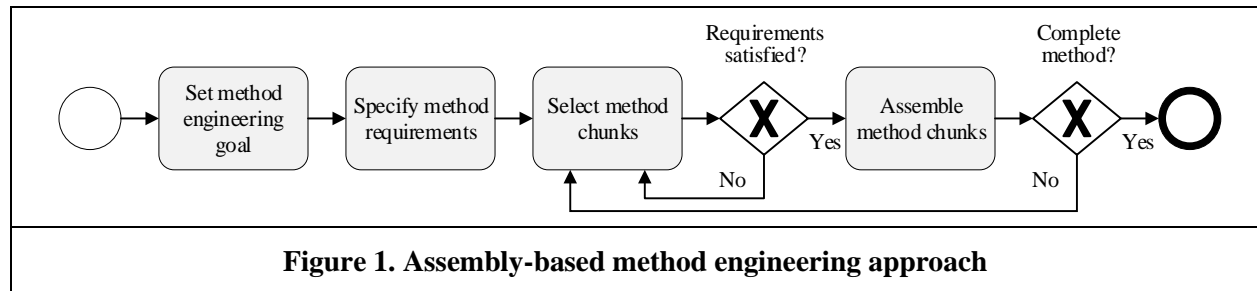 Requirements
satisfied?
Complete
method?
Set method
engineering
goal
Specify method
requirements
Select method
chunks
X
Yes
No
Assemble
method chunks
X
Yes
No
Figure 1. Assembly-based method engineering approach